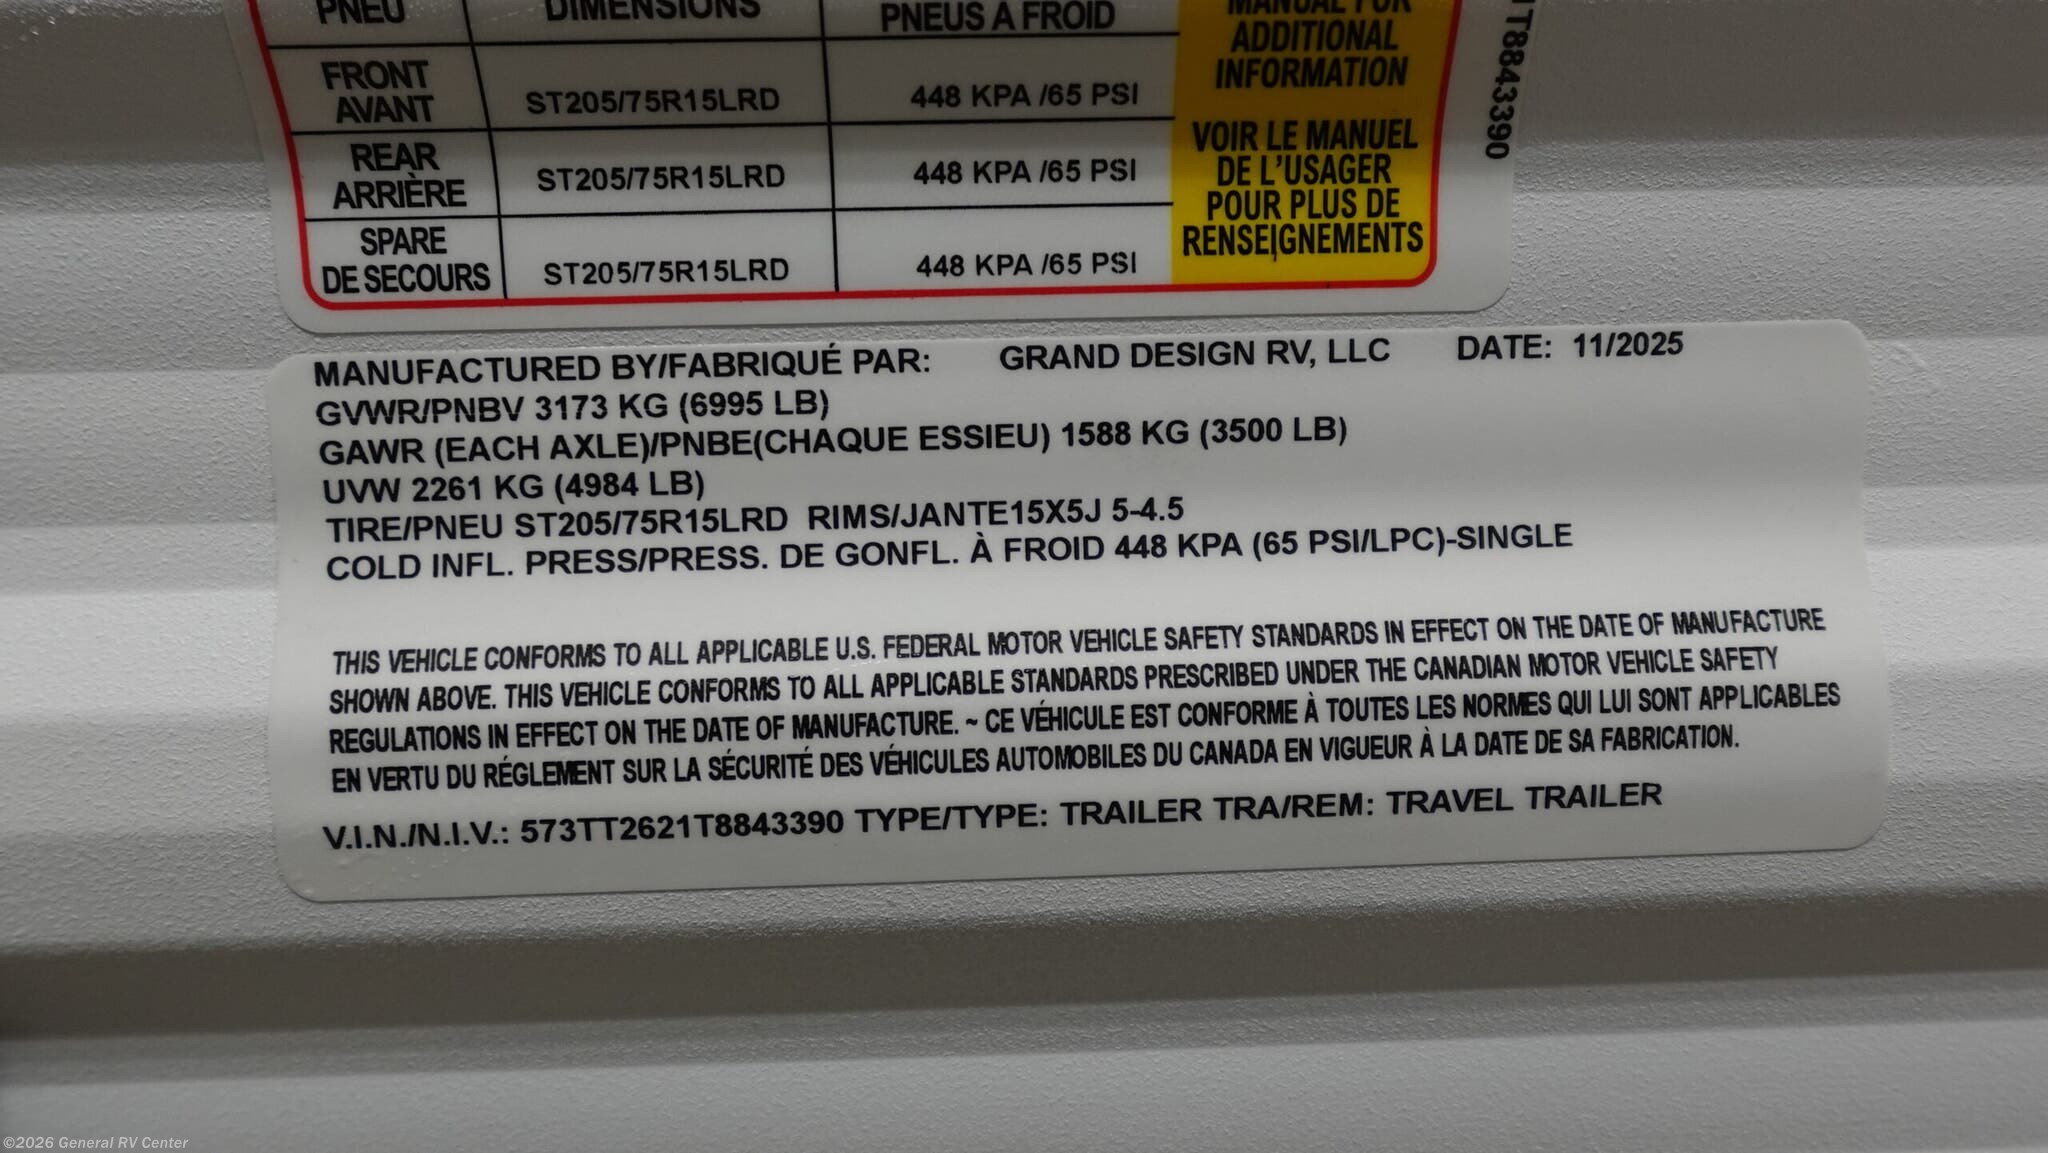 PNEU DIMENSIONS PNEUS A FROID MANUAL FOR
ADDITIONAL
INFORMATION
FRONT
AVANT ST205/75R15LRD 448 KPA /65 PSI
REAR
ARRIÈRE ST205/75R15LRD 448 KPA /65 PSI
SPARE
DE SECOURS ST205/75R15LRD 448 KPA /65 PSI
VOIR LE MANUEL
DE L'USAGER
POUR PLUS DE
RENSEIGNEMENTS
T8843390
MANUFACTURED BY/FABRIQUÉ PAR: GRAND DESIGN RV, LLC DATE: 11/2025
GVWR/PNBV 3173 KG (6995 LB)
GAWR (EACH AXLE)/PNBE(CHAQUE ESSIEU) 1588 KG (3500 LB)
UVW 2261 KG (4984 LB)
TIRE/PNEU ST205/75R15LRD RIMS/JANTE15X5J 5-4.5
COLD INFL. PRESS/PRESS. DE GONFL. À FROID 448 KPA (65 PSI/LPC)-SINGLE
THIS VEHICLE CONFORMS TO ALL APPLICABLE U.S. FEDERAL MOTOR VEHICLE SAFETY STANDARDS IN EFFECT ON THE DATE OF MANUFACTURE
SHOWN ABOVE. THIS VEHICLE CONFORMS TO ALL APPLICABLE STANDARDS PRESCRIBED UNDER THE CANADIAN MOTOR VEHICLE SAFETY
REGULATIONS IN EFFECT ON THE DATE OF MANUFACTURE. ~ CE VÉHICULE EST CONFORME À TOUTES LES NORMES QUI LUI SONT APPLICABLES
EN VERTU DU RÉGLEMENT SUR LA SÉCURITÉ DES VÉHICULES AUTOMOBILES DU CANADA EN VIGUEUR À LA DATE DE SA FABRICATION.
V.I.N./N.I.V.: 573TT2621T8843390 TYPE/TYPE: TRAILER TRA/REM: TRAVEL TRAILER
©2026 General RV Center